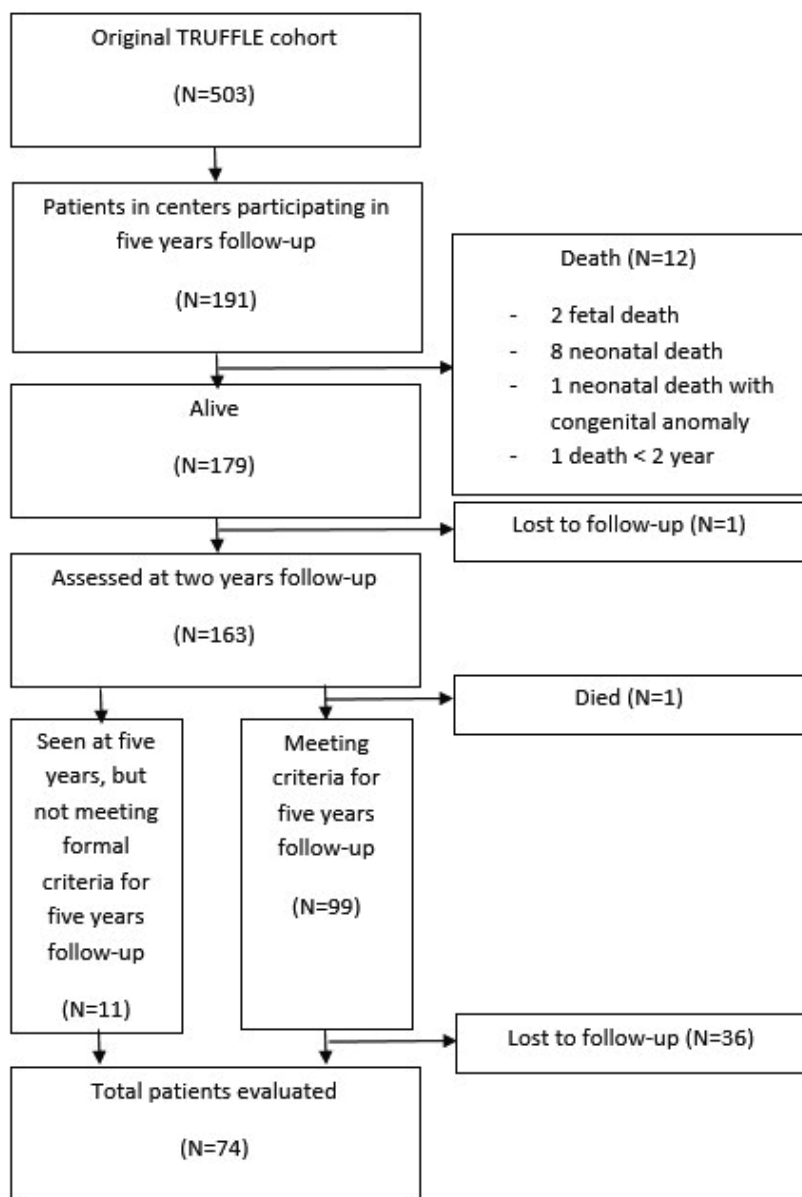 Original TRUFFLE cohort
(N=503)
Patients in centers participating in
five years follow-up
(N=191)
Death (N=12)
- 2 fetal death
- 8 neonatal death
- 1 neonatal death with
congenital anomaly
- 1 death < 2 year
Alive
(N=179)
Lost to follow-up (N=1)
Assessed at two years follow-up
(N=163)
Died (N=1)
Seen at five
years, but
not meeting
formal
criteria for
five years
follow-up
(N=11)
Meeting
criteria for
five years
follow-up
(N=99)
Lost to follow-up (N=36)
Total patients evaluated
(N=74)